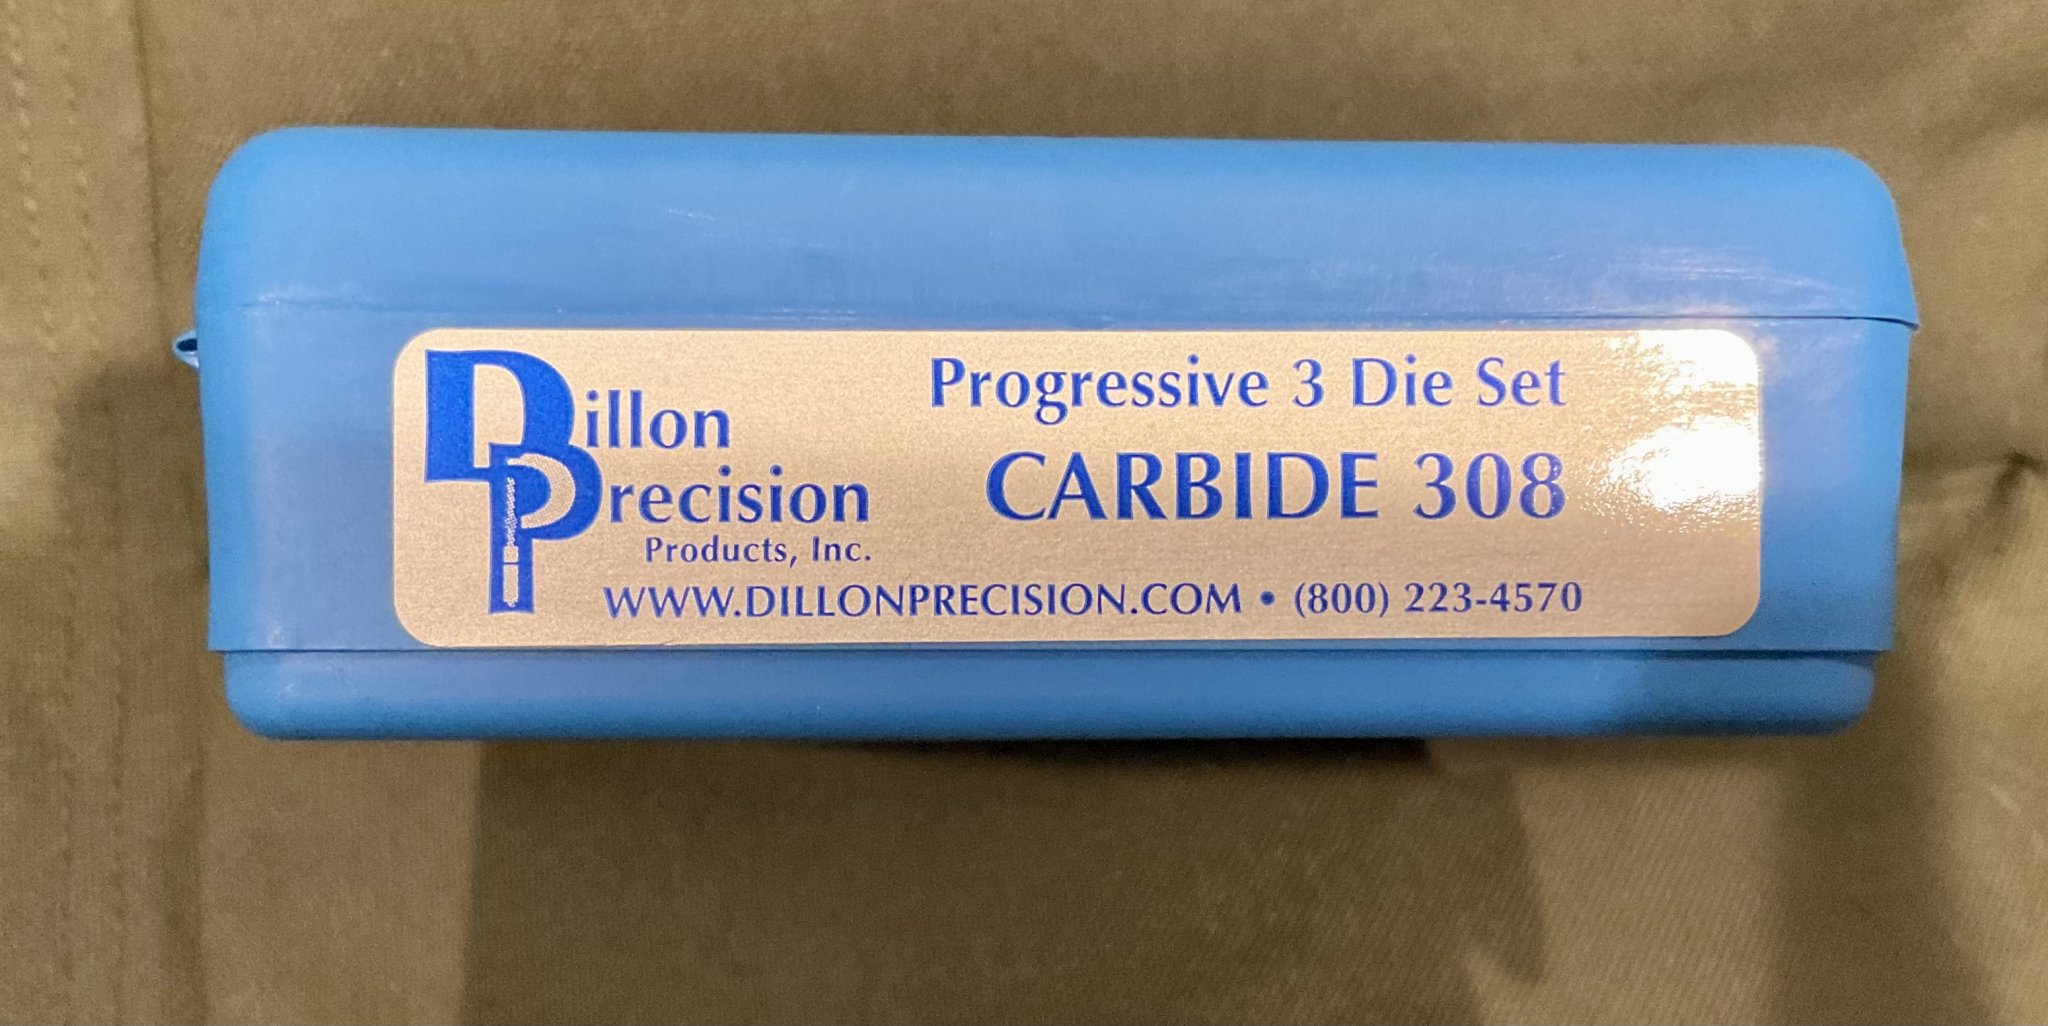 Dillon
Precision
Products, Inc.
Progressive 3 Die Set
CARBIDE 308
WWW.DILLONPRECISION.COM • (800) 223-4570